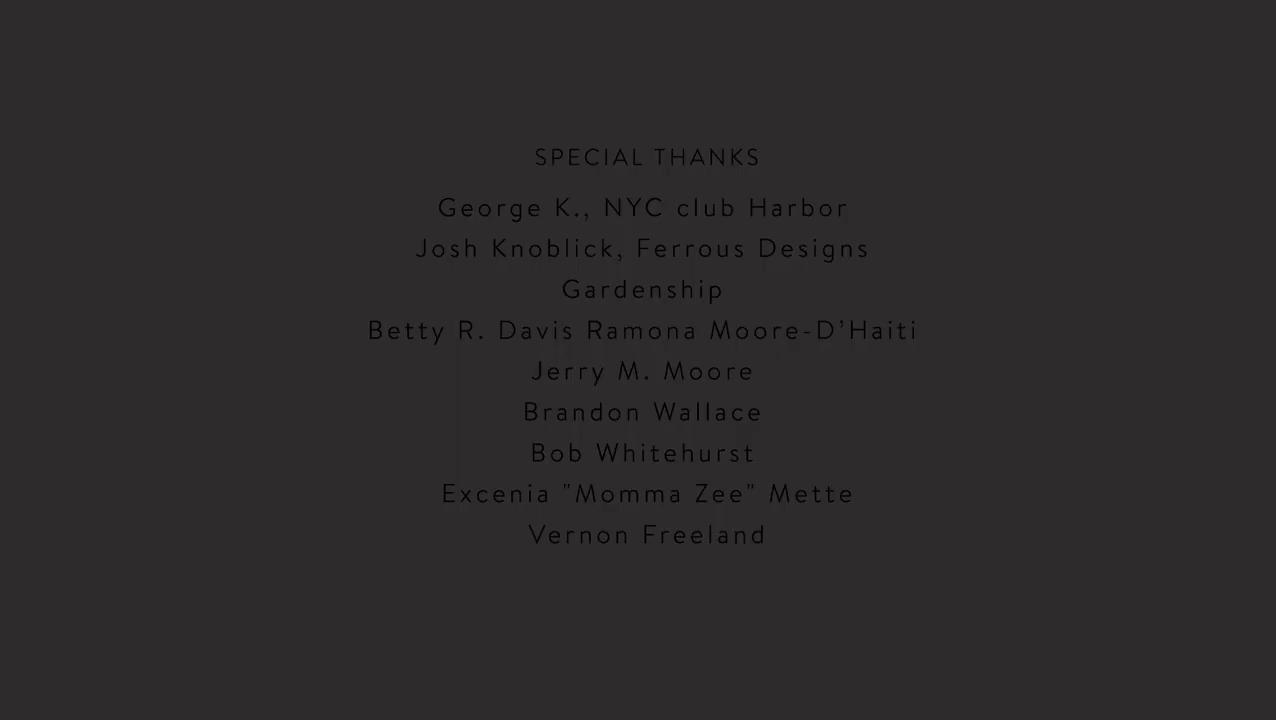 SPECIAL THANKS
George K., NYC club Harbor
Josh Knoblick, Ferrous Designs
Gardenship
Betty R. Davis Ramona Moore-D’Haiti
Jerry M. Moore
Brandon Wallace
Bob Whitehurst
Excenia "Momma Zee" Mette
Vernon Freeland